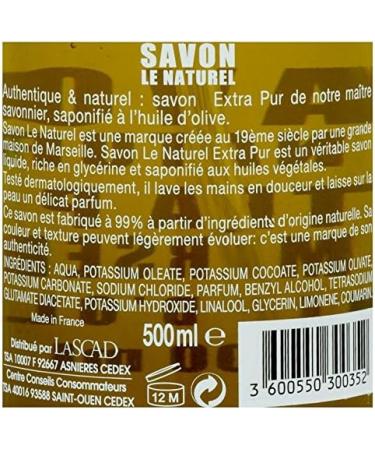 SAVON
LE NATUREL
Authentique & naturel : savon Extra Pur de notre maître
savonnier, saponifié à l'huile d'olive.
Savon Le Naturel est une marque créée au 19ème siècle par une grande
maison de Marseille. Savon Le Naturel Extra Pur est un véritable savon
liquide, riche en glycérine et saponifié aux huiles végétales.
Testé dermatologiquement, il lave les mains en douceur et laisse sur la
peau un délicat parfum.
Ce savon est fabriqué à 99% à partir d'ingrédients d'origine naturelle. Sa
couleur et texture peuvent légèrement évoluer: c'est une marque de son
authenticité.
INGRÉDIENTS : AQUA, POTASSIUM OLEATE, POTASSIUM COCOATE, POTASSIUM OLIVATE,
POTASSIUM CARBONATE, SODIUM CHLORIDE, PARFUM, BENZYL ALCOHOL, TETRASODIUM
GLUTAMATE DIACETATE, POTASSIUM HYDROXIDE, LINALOOL, GLYCERIN, LIMONENE, COUMARIN.
Made in France
500ml e
Distribué par LASCAD
TSA 10007 F 92667 ASNIERES CEDEX
Centre Conseils Consommateurs
TSA 40016 93588 SAINT-OUEN CEDEX
12 M
3 600550 300352